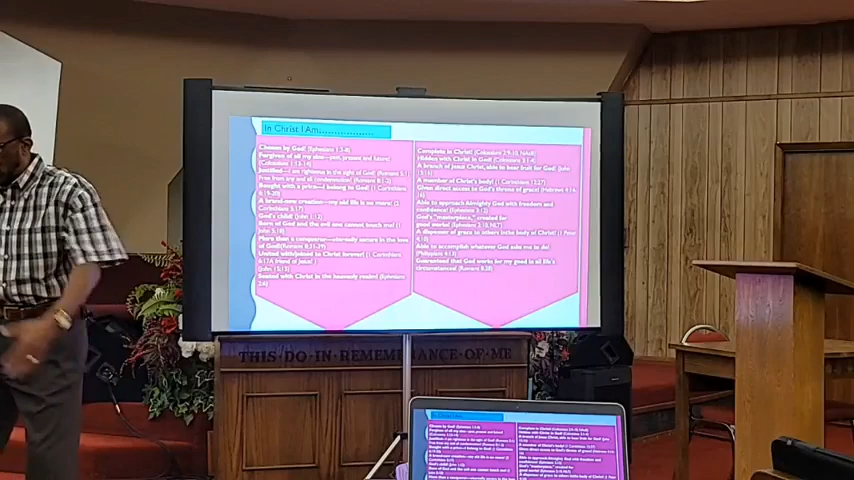 In Christ I Am................
Chosen by God! (Ephesians 1:3-8)
Forgiven of all my sins—past, present and future!
(Colossians 1:13-14)
Justified—I am righteous in the sight of God! (Romans 5:1)
Free from any and all condemnation! (Romans 8:1-2)
Bought with a price—I belong to God! (1 Corinthians
6:19-20)
A brand-new creation—my old life is no more! (2
Corinthians 5:17)
God's child! (John 1:12)
Born of God and the evil one cannot touch me! (1
John 5:18)
More than a conqueror—eternally secure in the love
of God! (Romans 8:31-39)
United with/joined to Christ forever! (1 Corinthians
6:17A friend of Jesus!
(John 15:15)
Seated with Christ in the heavenly realm! (Ephesians
2:6)
Complete in Christ! (Colossians 2:9-10, NASB)
Hidden with Christ in God! (Colossians 3:1-4)
A branch of Jesus Christ, able to bear fruit for God! (John
15:16)
A member of Christ's body! (1 Corinthians 12:27)
Given direct access to God's throne of grace! (Hebrews 4:14-
16)
Able to approach Almighty God with freedom and
confidence! (Ephesians 3:12)
God's "masterpiece," created for
good works! (Ephesians 2:10, NLT)
A dispenser of grace to others in the body of Christ! (1 Peter
4:10)
Able to accomplish whatever God asks me to do!
(Philippians 4:13)
Guaranteed that God works for my good in all life's
circumstances! (Romans 8:28)
THIS DO IN REMEMBRANCE OF ME